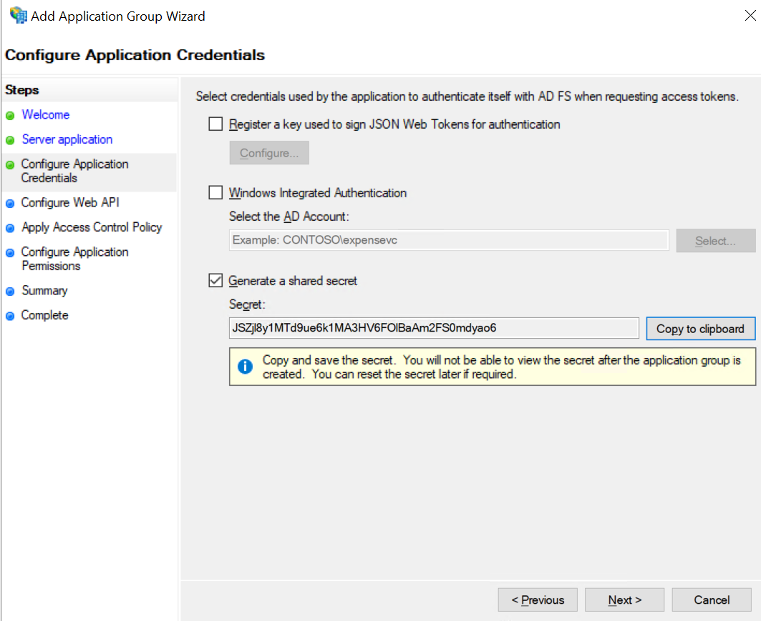 Add Application Group Wizard
Configure Application Credentials
Steps
Welcome
Server application
Configure Application
Credentials
Configure Web API
Apply Access Control Policy
Configure Application
Permissions
Summary
Complete
Select credentials used by the application to authenticate itself with AD FS when requesting access tokens.
Register a key used to sign JSON Web Tokens for authentication
Configure...
Windows Integrated Authentication
Select the AD Account:
Example: CONTOSO\expensevc
Select...
Generate a shared secret
Secret:
JSZjl8y1MTd9ue6k1MA3HV6FOlBaAm2FS0mdyao6
Copy to clipboard
Copy and save the secret.  You will not be able to view the secret after the application group is
created.  You can reset the secret later if required.
< Previous
Next >
Cancel